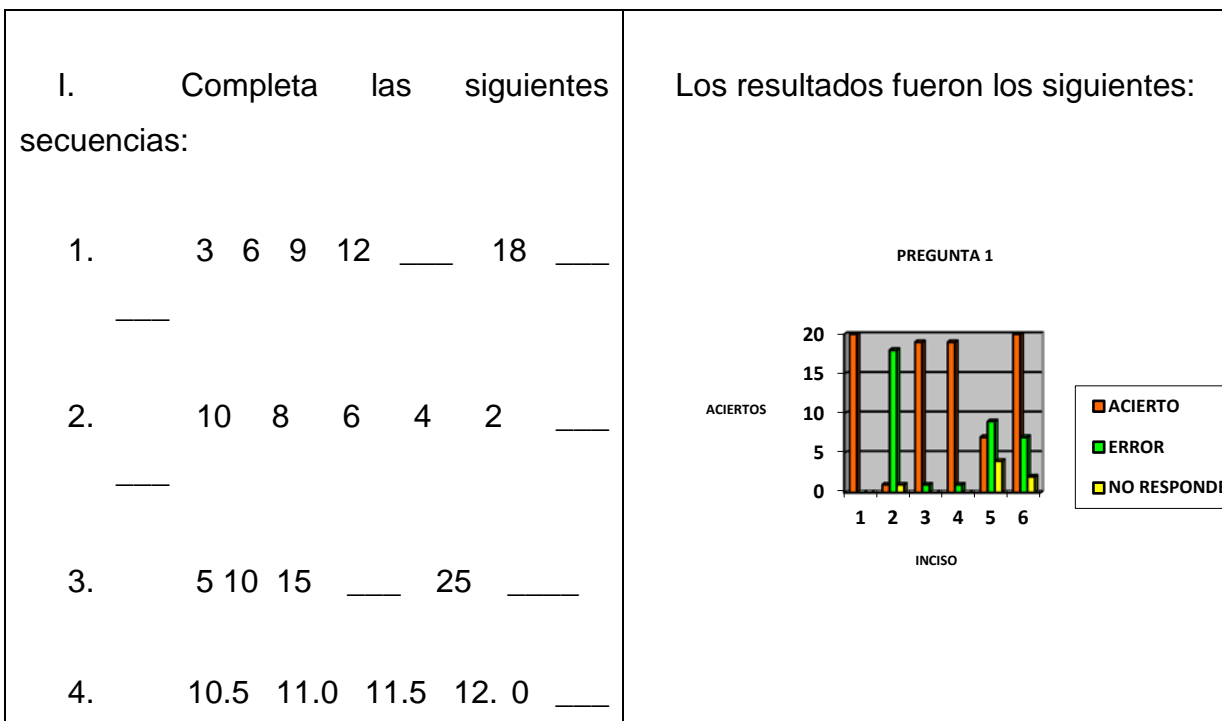 I. Completa las siguientes
secuencias:
1. 3 6 9 12 ___ 18 ___
___
2. 10 8 6 4 2 ___
___
3. 5 10 15 ___ 25 ____
4. 10.5 11.0 11.5 12. 0 ___
Los resultados fueron los siguientes:
PREGUNTA 1
20
15
10
5
0
ACIERTOS
1 2 3 4 5 6
INCISO
ACIERTO
ERROR
NO RESPONDE